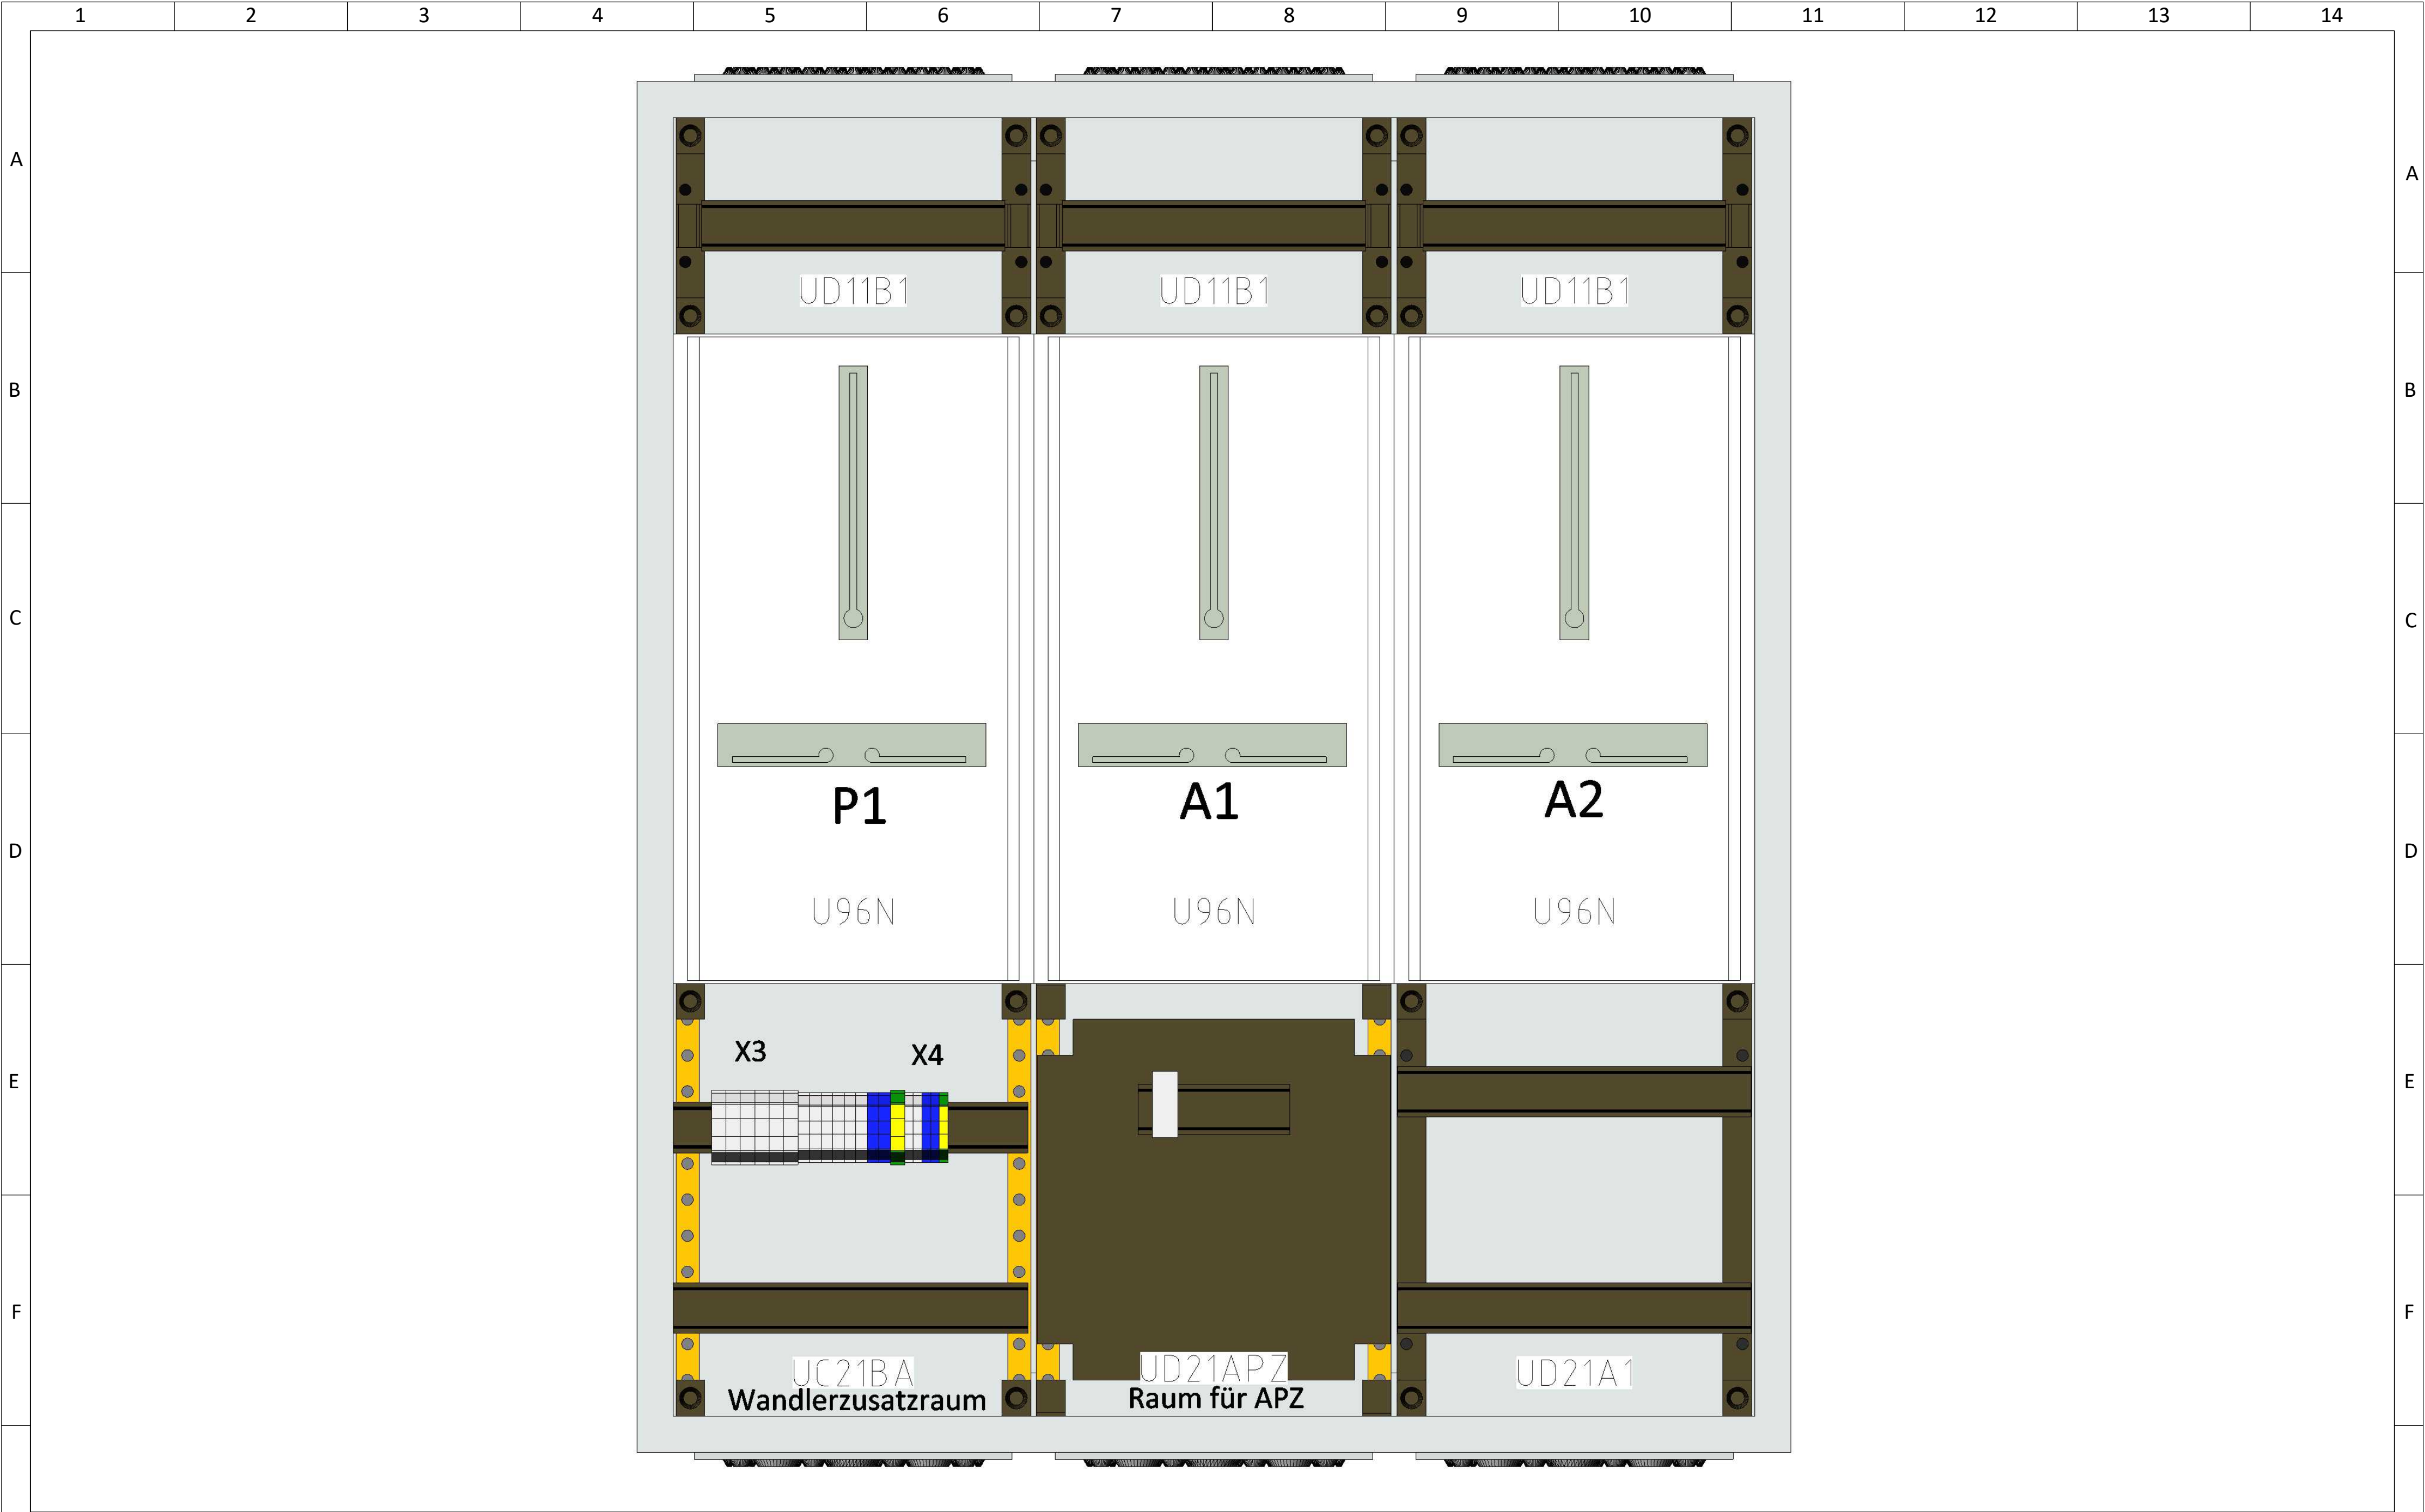 1 2 3 4 5 6 7 8 9 10 11 12 13 14
A A
UD11B1 UD11B1 UD11B1
B B
C C
P1 A1 A2
D D
U96N U96N U96N
X3 X4
E E
F F
UC21BA UD21APZ UD21A1
Wandlerzusatzraum Raum für APZ